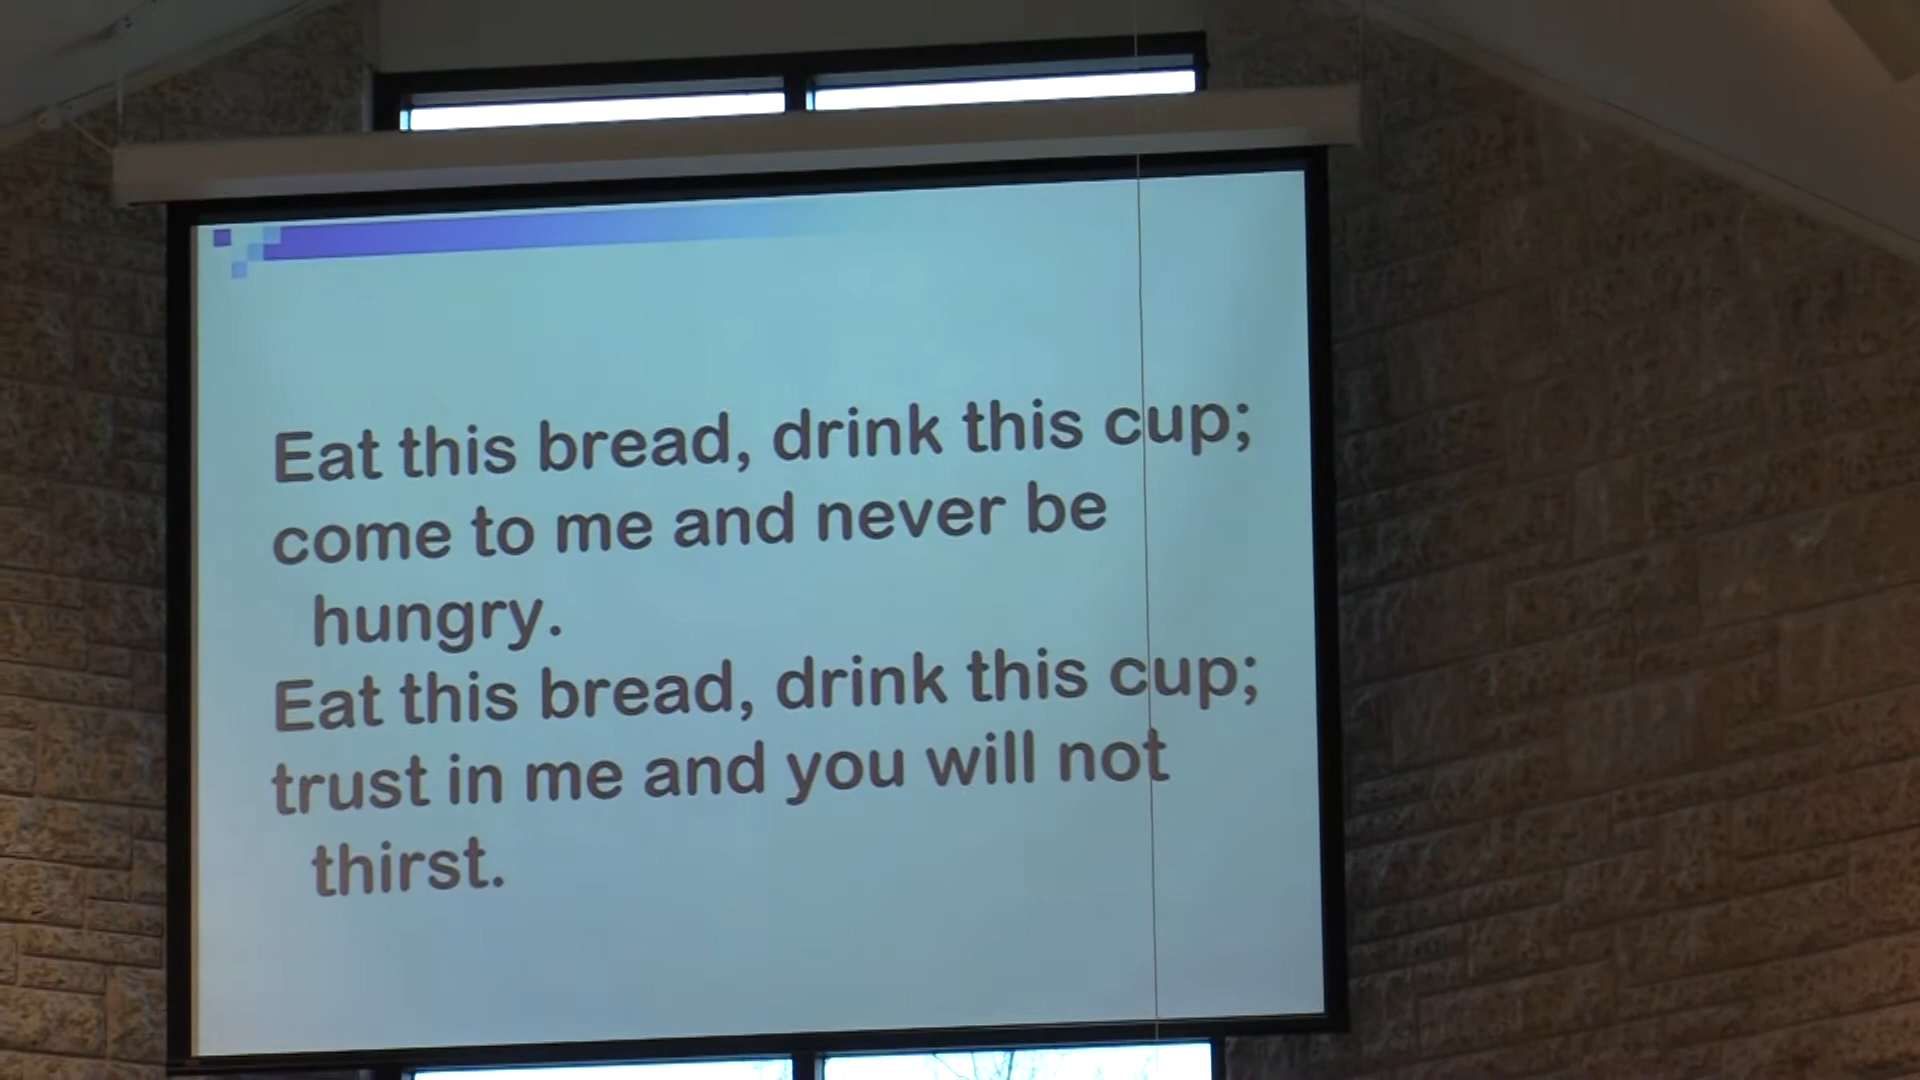 Eat this bread, drink this cup;
come to me and never be
hungry.
Eat this bread, drink this cup;
trust in me and you will not
thirst.